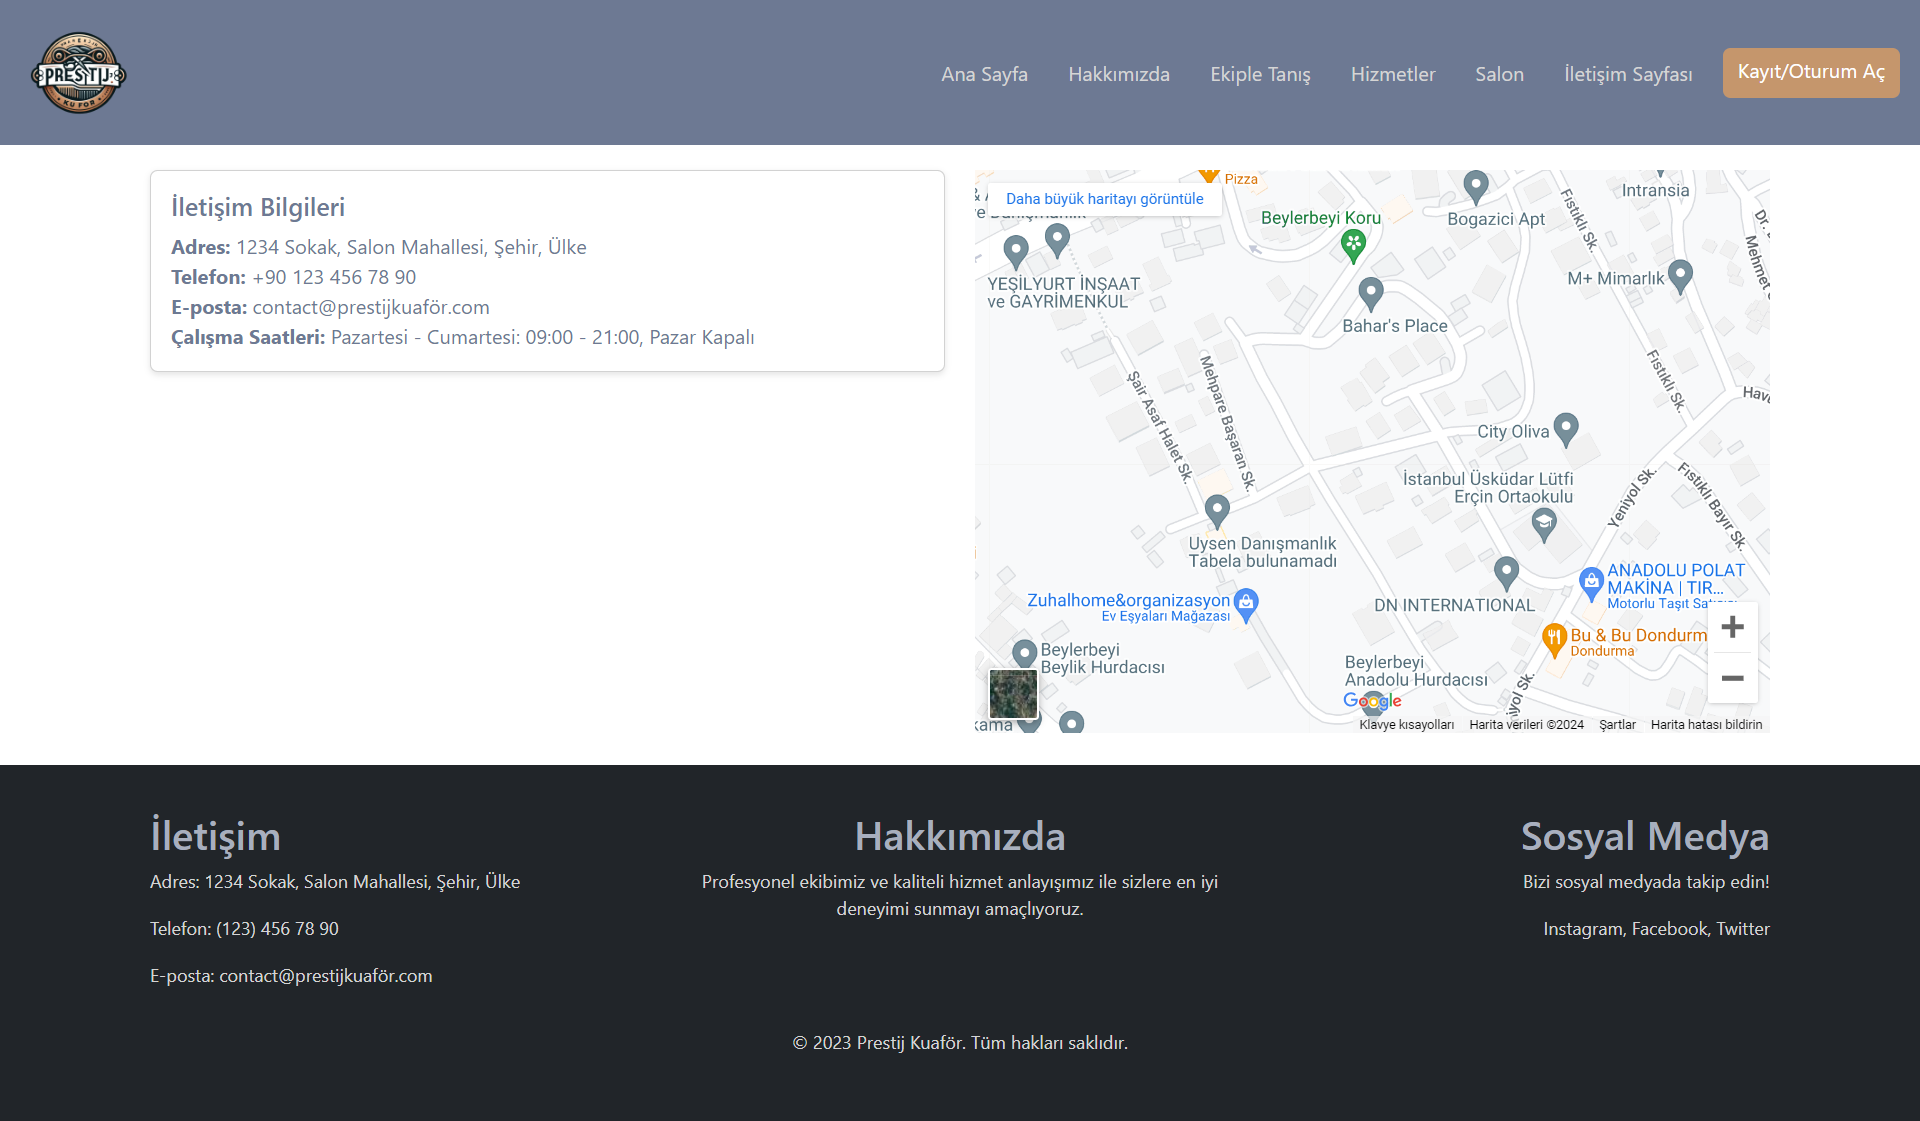 PRESTIJ
KU FÖR
Ana Sayfa
Hakkımızda
Ekiple Tanış
Hizmetler
Salon
İletişim Sayfası
Kayıt/Oturum Aç
İletişim Bilgileri
Adres: 1234 Sokak, Salon Mahallesi, Şehir, Ülke
Telefon: +90 123 456 78 90
E-posta: contact@prestijkuaför.com
Çalışma Saatleri: Pazartesi - Cumartesi: 09:00 - 21:00, Pazar Kapalı
Pizza
Daha büyük haritayı görüntüle
Intransia
Beylerbeyi Koru
Bogazici Apt
Fıstıklı Sk.
YEŞİLYURT İNŞAAT
ve GAYRİMENKUL
M+ Mimarlık
Mehmet
Bahar's Place
Şair Asaf Halet Sk.
Mehpare Başaran Sk.
Fıstıklı Sk.
City Oliva
İstanbul Üsküdar Lütfi
Erçin Ortaokulu
Yeniyol Sk.
Fıstıklı Bayır Sk.
Uysen Danışmanlık
Tabela bulunamadı
DN INTERNATIONAL
ANADOLU POLAT
MAKİNA | TIR...
Motorlu Taşıt Satıcısı
Zuhalhome&organizasyon
Ev Eşyaları Mağazası
Bu & Bu Dondurm
Dondurma
Beylerbeyi
Beylik Hurdacısı
Beylerbeyi
Anadolu Hurdacısı
Google
Klavye kısayolları
Harita verileri ©2024
Şartlar
Harita hatası bildirin
İletişim
Adres: 1234 Sokak, Salon Mahallesi, Şehir, Ülke
Telefon: (123) 456 78 90
E-posta: contact@prestijkuaför.com
Hakkımızda
Profesyonel ekibimiz ve kaliteli hizmet anlayışımız ile sizlere en iyi
deneyimi sunmayı amaçlıyoruz.
Sosyal Medya
Bizi sosyal medyada takip edin!
Instagram, Facebook, Twitter
© 2023 Prestij Kuaför. Tüm hakları saklıdır.